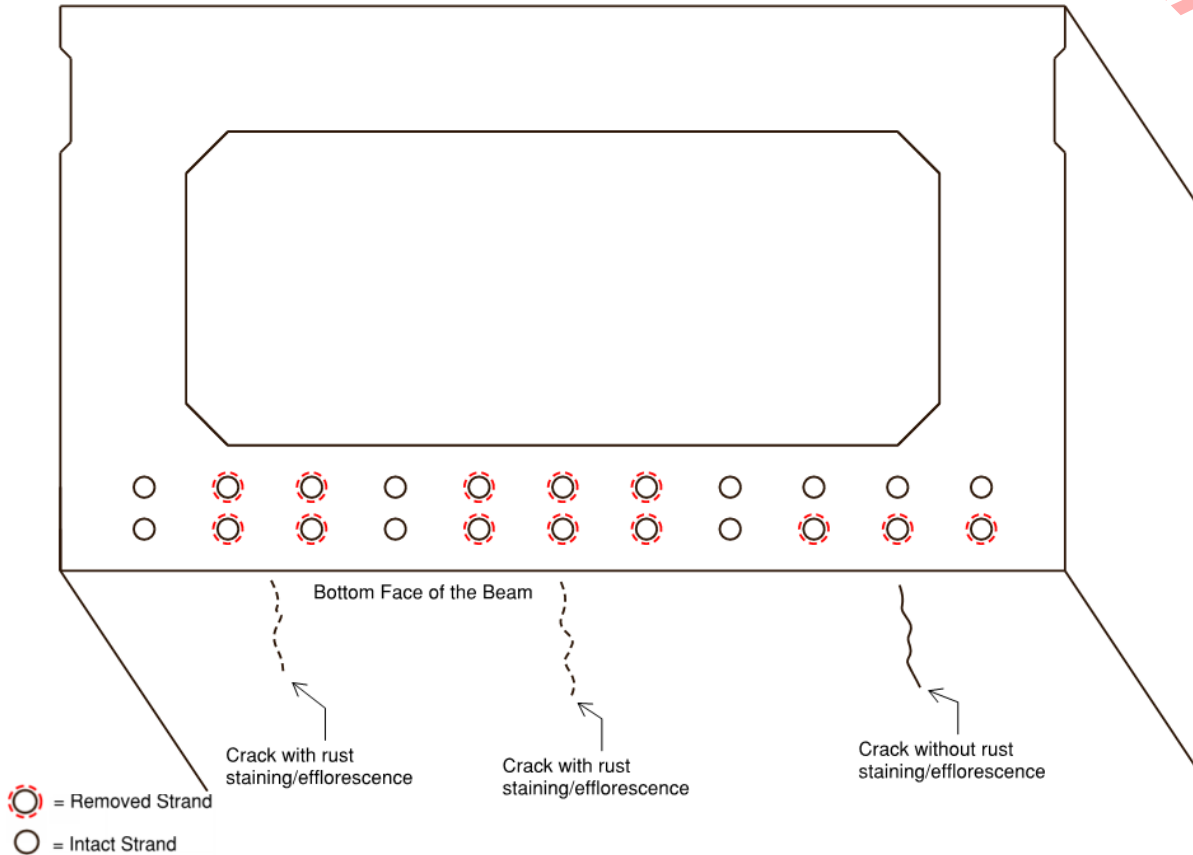 Bottom Face of the Beam
Crack with rust
staining/efflorescence
Crack with rust
staining/efflorescence
Crack without rust
staining/efflorescence
= Removed Strand
= Intact Strand